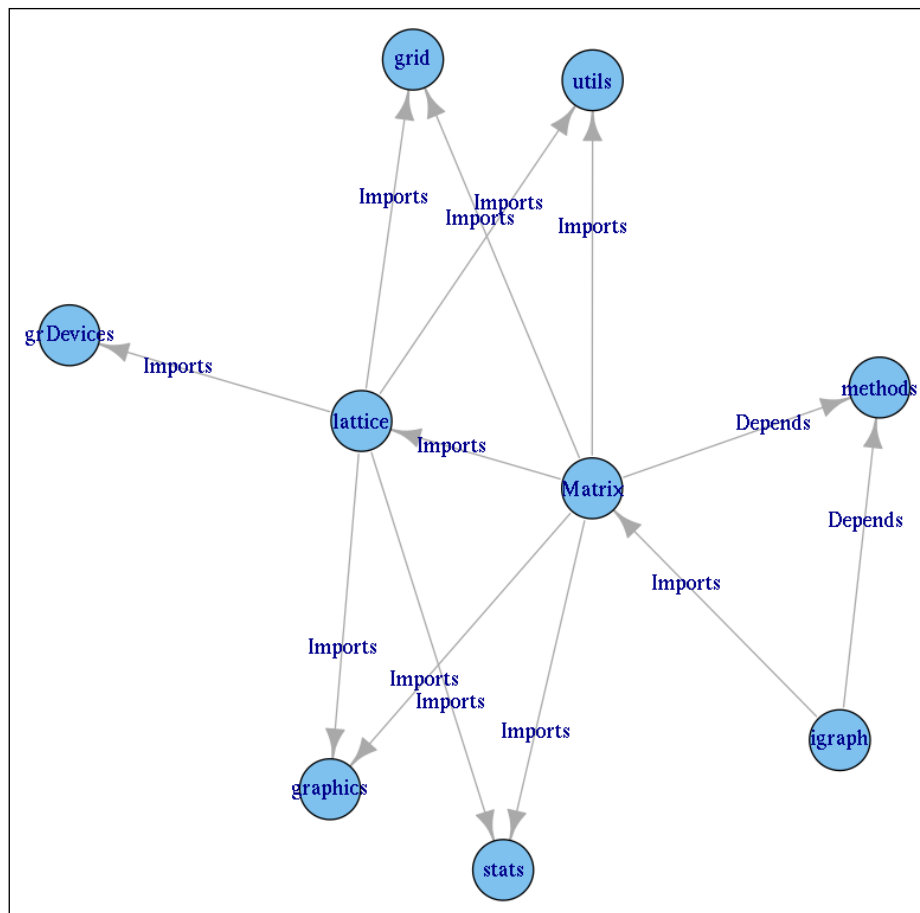 grid
utils
Imports
Imports
Imports
Imports
grDevices
Imports
methods
Depends
lattice
Imports
Matrix
Depends
Imports
Imports
Imports
Imports
Imports
igraph
graphics
stats